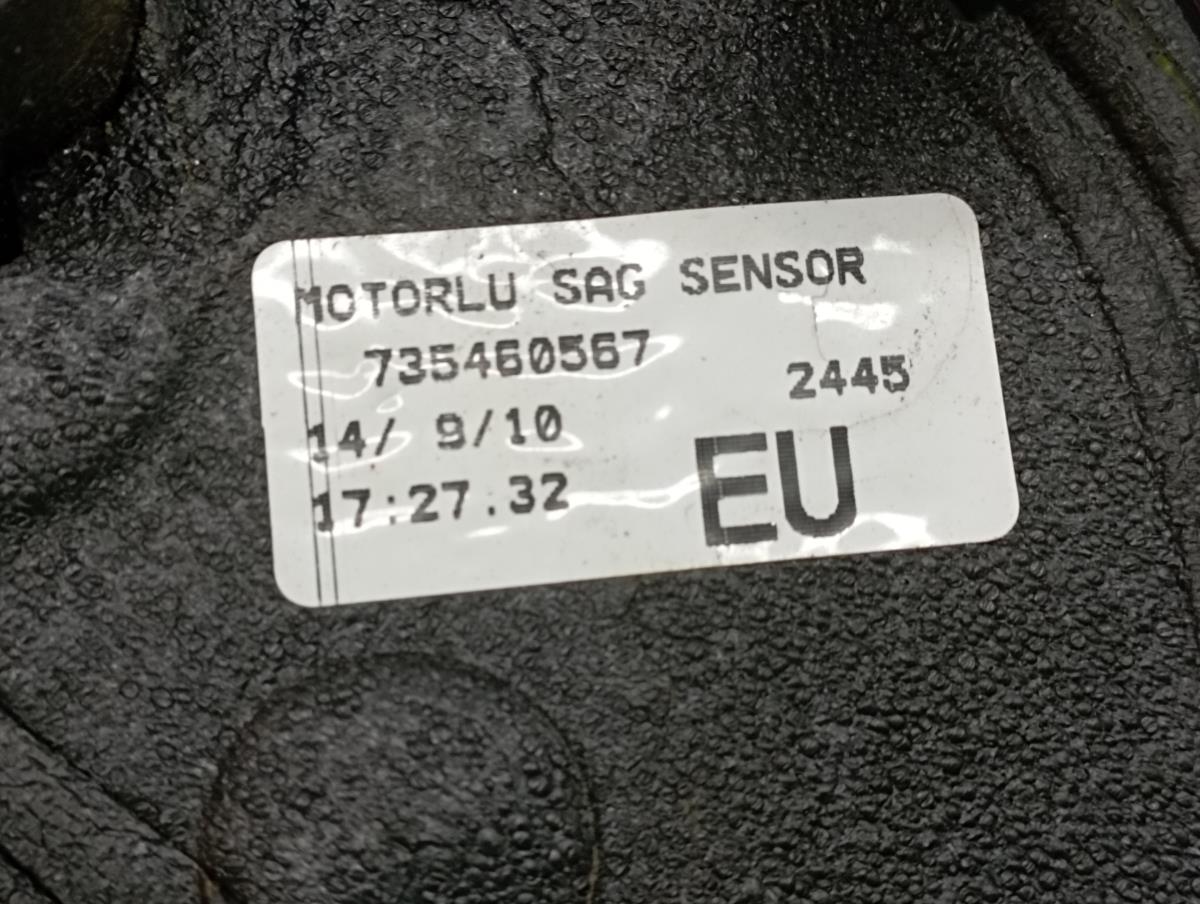 MOTORLU SAG SENSOR
735460567
2445
14/ 9/10
17:27.32
EU